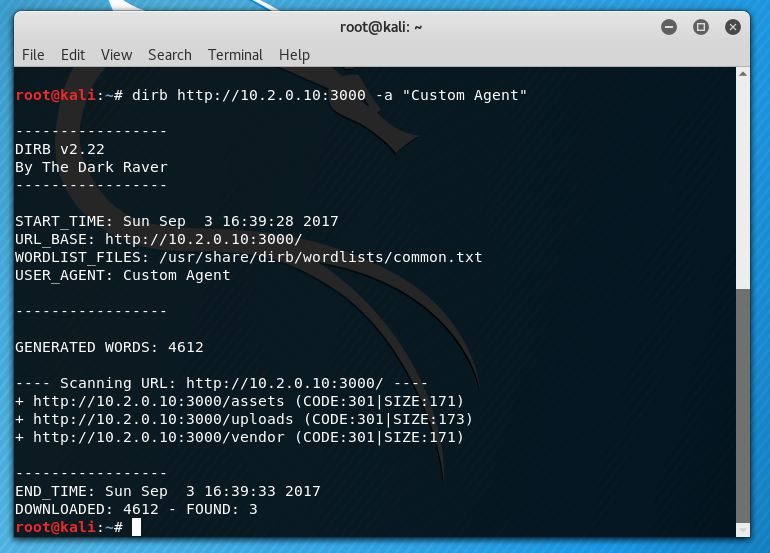 root@kali: ~
File Edit View Search Terminal Help
root@kali:~# dirb http://10.2.0.10:3000 -a "Custom Agent"
-----------------
DIRB v2.22
By The Dark Raver
-----------------
START_TIME: Sun Sep  3 16:39:28 2017
URL_BASE: http://10.2.0.10:3000/
WORDLIST_FILES: /usr/share/dirb/wordlists/common.txt
USER_AGENT: Custom Agent
-----------------
GENERATED WORDS: 4612
---- Scanning URL: http://10.2.0.10:3000/ ----
+ http://10.2.0.10:3000/assets (CODE:301|SIZE:171)
+ http://10.2.0.10:3000/uploads (CODE:301|SIZE:173)
+ http://10.2.0.10:3000/vendor (CODE:301|SIZE:171)
-----------------
END_TIME: Sun Sep  3 16:39:33 2017
DOWNLOADED: 4612 - FOUND: 3
root@kali:~#